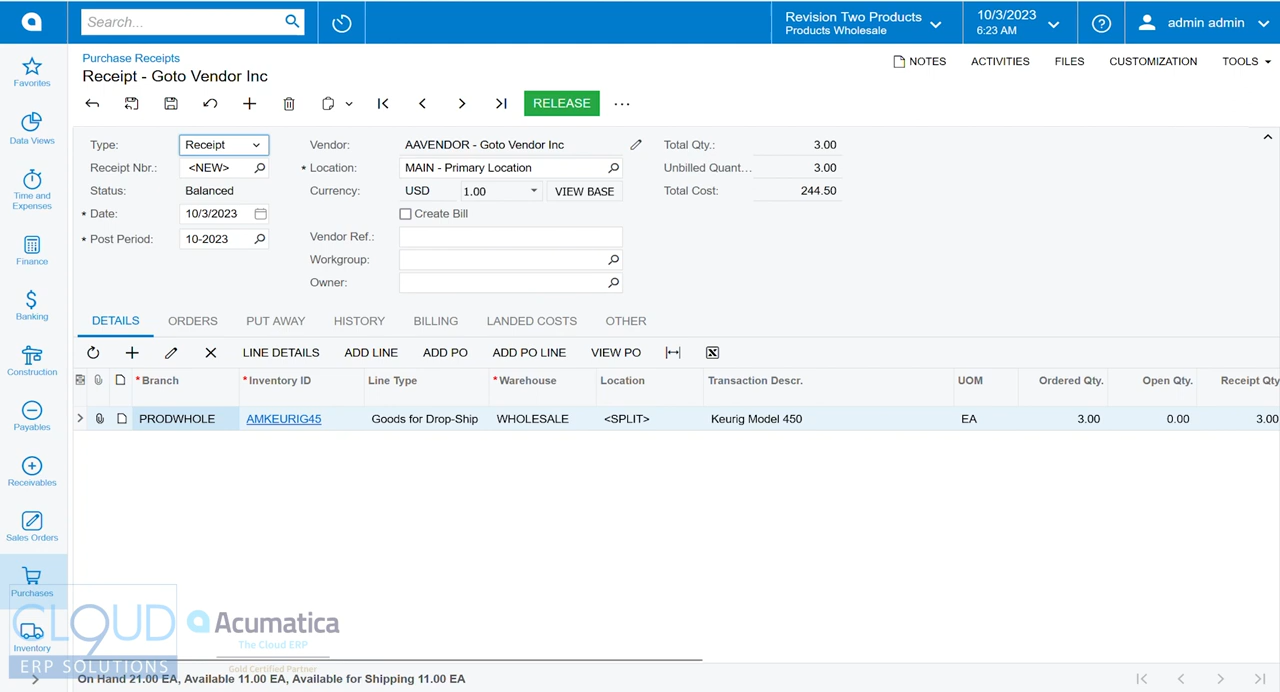 Search...
Revision Two Products
Products Wholesale
10/3/2023
6:23 AM
admin admin
Favorites
Data Views
Time and
Expenses
Finance
Banking
Construction
Payables
Receivables
Sales Orders
Purchases
Inventory
Purchase Receipts
Receipt - Goto Vendor Inc
NOTES ACTIVITIES FILES CUSTOMIZATION TOOLS
RELEASE ...
Type: Receipt
Receipt Nbr.: <NEW>
Status: Balanced
* Date: 10/3/2023
* Post Period: 10-2023
Vendor: AAVENDOR - Goto Vendor Inc
* Location: MAIN - Primary Location
Currency: USD 1.00 VIEW BASE
Create Bill
Vendor Ref.:
Workgroup:
Owner:
Total Qty.: 3.00
Unbilled Quant... 3.00
Total Cost: 244.50
DETAILS ORDERS PUT AWAY HISTORY BILLING LANDED COSTS OTHER
LINE DETAILS ADD LINE ADD PO ADD PO LINE VIEW PO
* Branch * Inventory ID Line Type * Warehouse Location Transaction Descr. UOM Ordered Qty. Open Qty. Receipt Qty
PRODWHOLE AMKEURIG45 Goods for Drop-Ship WHOLESALE <SPLIT> Keurig Model 450 EA 3.00 0.00 3.00
CLOUD9
ERP SOLUTIONS
Acumatica
The Cloud ERP
Gold Certified Partner
On Hand 21.00 EA, Available 11.00 EA, Available for Shipping 11.00 EA